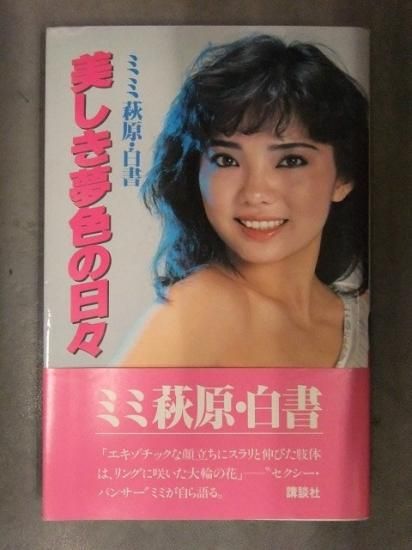 ミミ萩原・白書
美しき夢色の日々
ミミ萩原・白書
「エキゾチックな顔立ちにスラリと伸びた肢体
は、リングに咲いた大輪の花」──“セクシー・
パンサー”ミミが自ら語る。
講談社